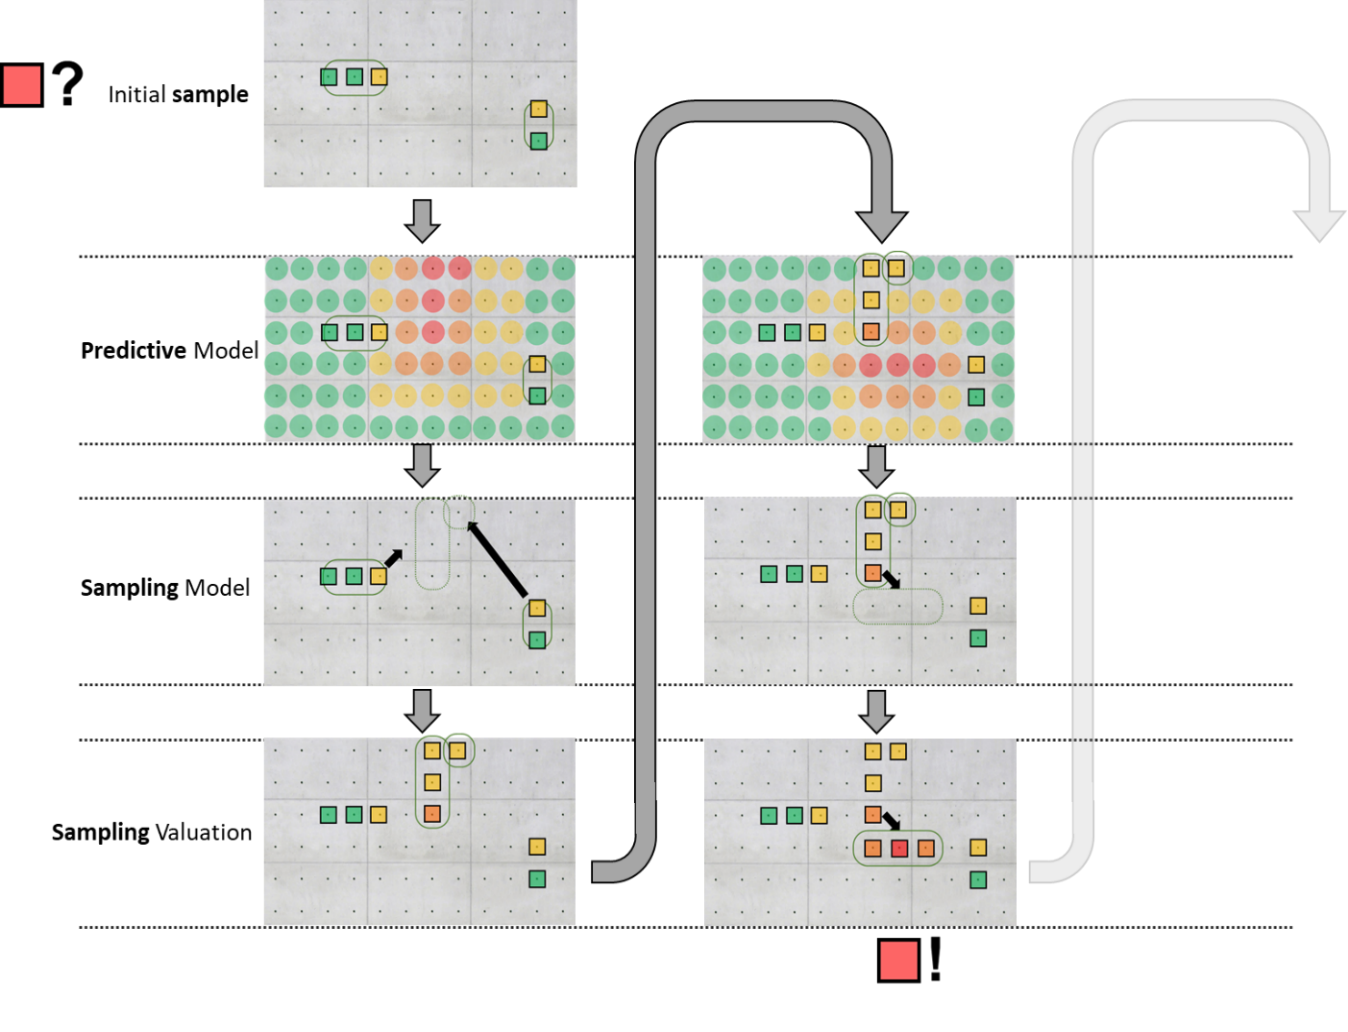 ?
Initial sample
Predictive Model
Sampling Model
Sampling Valuation
!